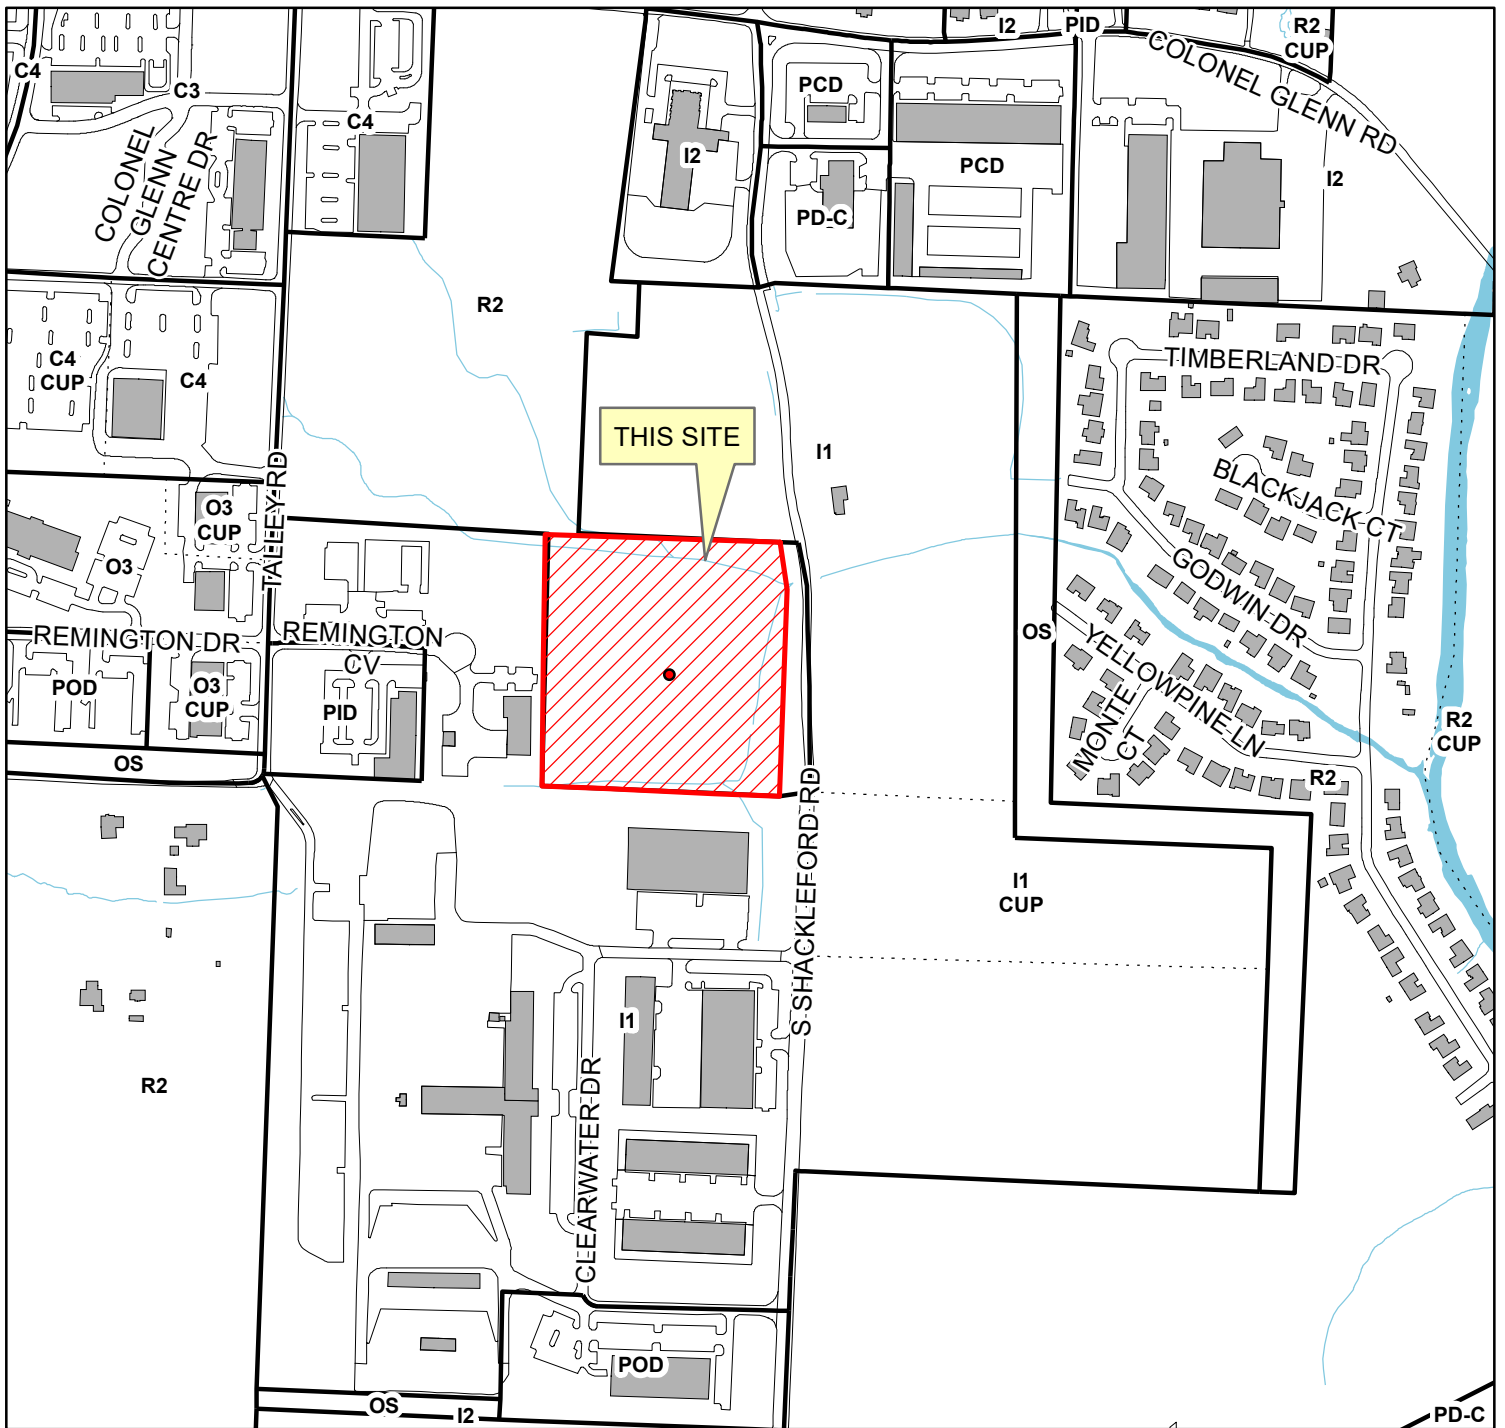 I2
PID
R2
CUP
C4
C3
COLONEL GLENN RD
PCD
C4
COLONEL
GLENN
CENTRE DR
I2
PCD
I2
PD-C
R2
C4
CUP
C4
TIMBERLAND DR
THIS SITE
I1
BLACKJACK CT
TALLEY RD
O3
CUP
O3
GODWIN DR
REMINGTON DR
REMINGTON
CV
OS
YELLOWPINE LN
POD
O3
CUP
PID
MONTE
CT
R2
CUP
OS
R2
S SHACKLEFORD RD
I1
CUP
I1
R2
CLEARWATER DR
POD
OS
I2
PD-C